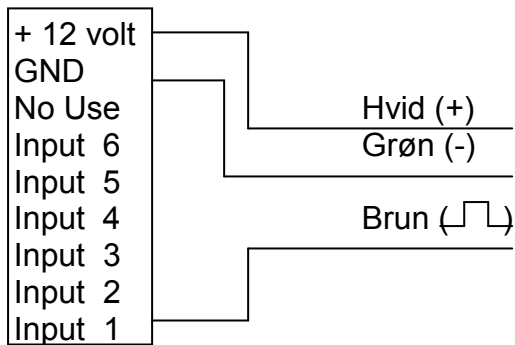 + 12 volt
GND
No Use
Input 6
Input 5
Input 4
Input 3
Input 2
Input 1
Hvid (+)
Grøn (-)
Brun ( )